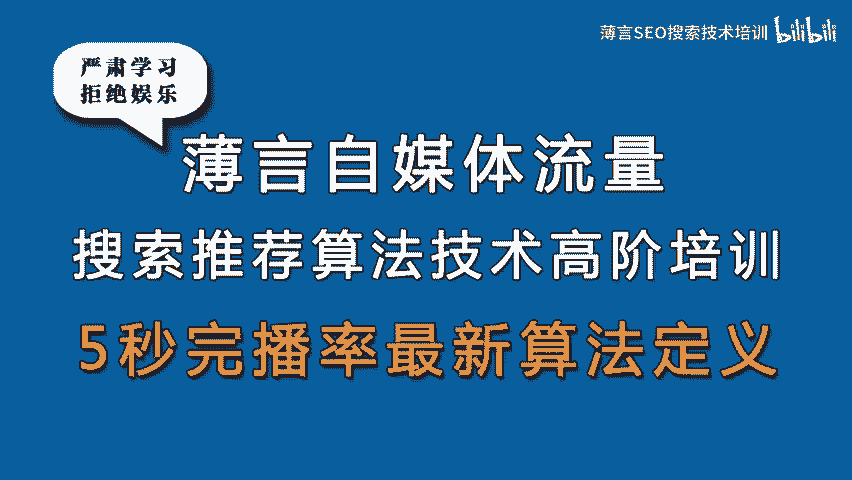 薄言SEO搜索技术培训 bilibili
严肃学习
拒绝娱乐
薄言自媒体流量
搜索推荐算法技术高阶培训
5秒完播率最新算法定义